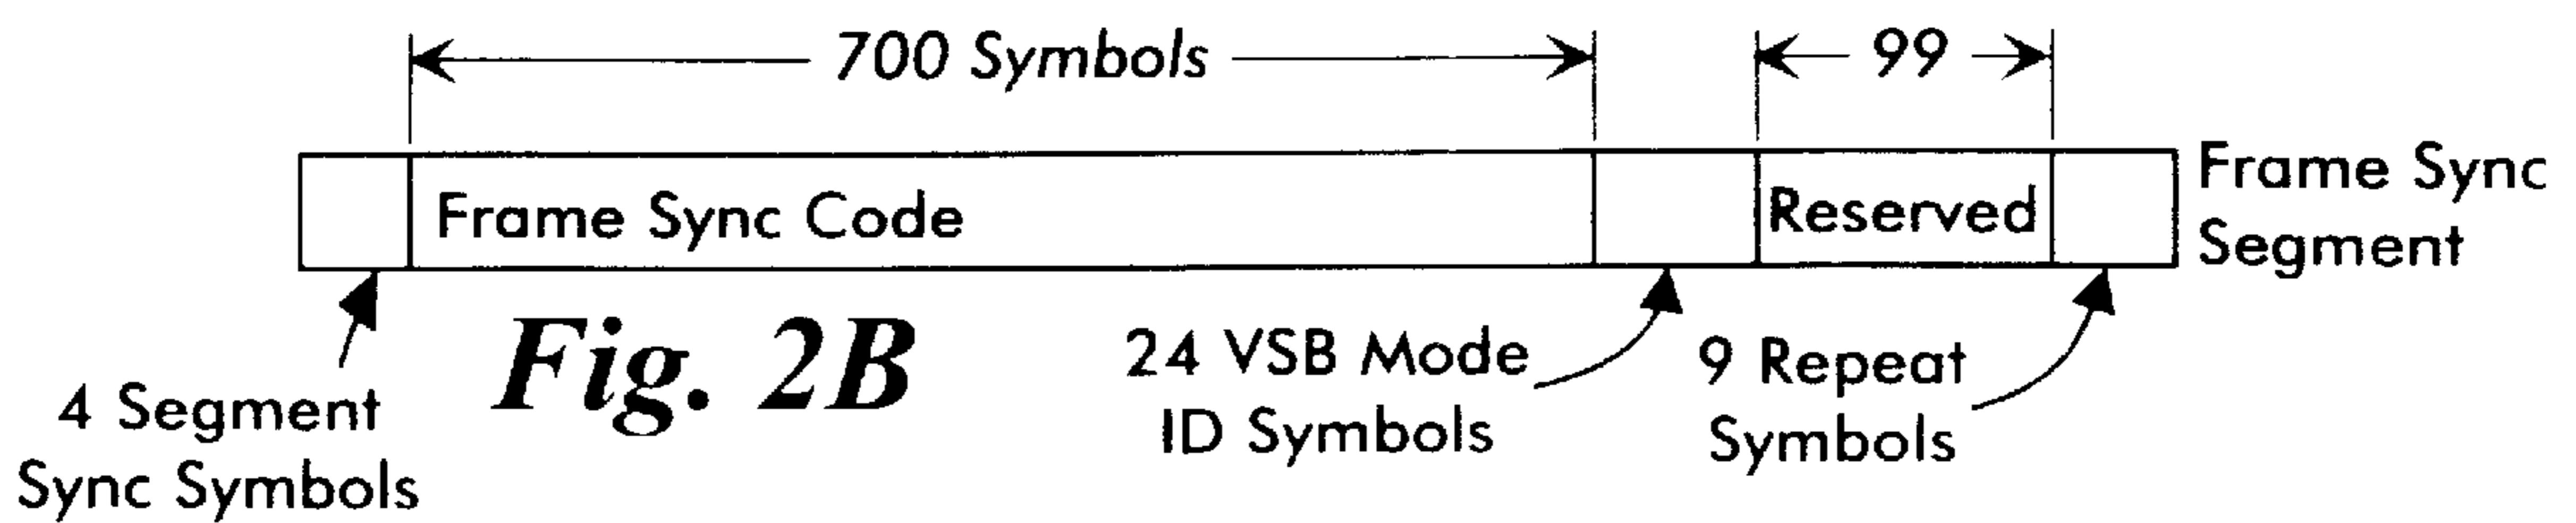 700 Symbols
99
Frame Sync Code
Reserved
Frame Sync
Segment
4 Segment
Sync Symbols
Fig. 2B
24 VSB Mode
ID Symbols
9 Repeat
Symbols